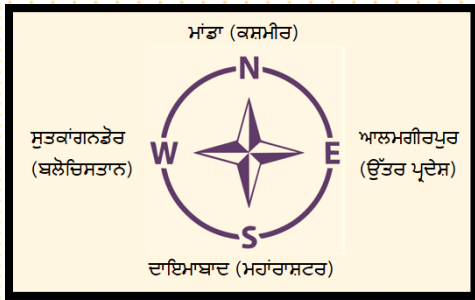 ਮਾਂਡਾ (ਕਸ਼ਮੀਰ)
N
ਸੁਤਕਾਂਗਨਡੋਰ
(ਬਲੋਚਿਸਤਾਨ)
W
E
ਆਲਮਗੀਰਪੁਰ
(ਉੱਤਰ ਪ੍ਰਦੇਸ਼)
S
ਦਾਇਮਾਬਾਦ (ਮਹਾਂਰਾਸ਼ਟਰ)